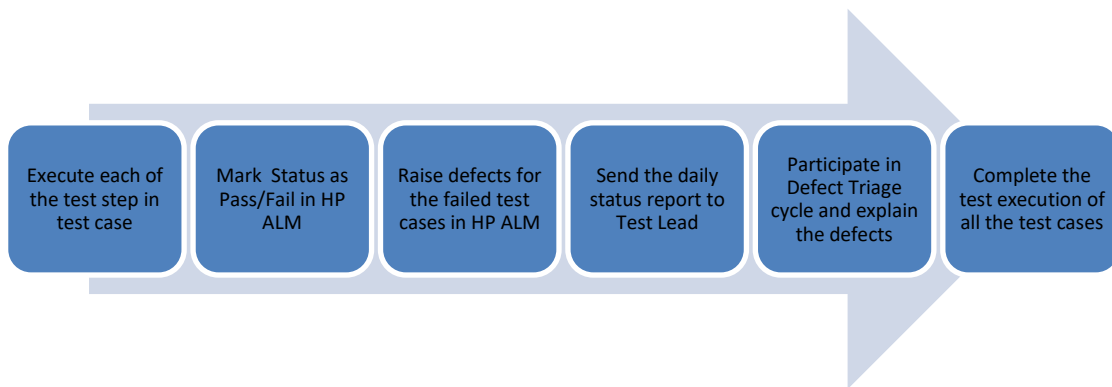 Execute each of
the test step in
test case
Mark  Status as
Pass/Fail in HP
ALM
Raise defects for
the failed test
cases in HP ALM
Send the daily
status report to
Test Lead
Participate in
Defect Triage
cycle and explain
the defects
Complete the
test execution of
all the test cases